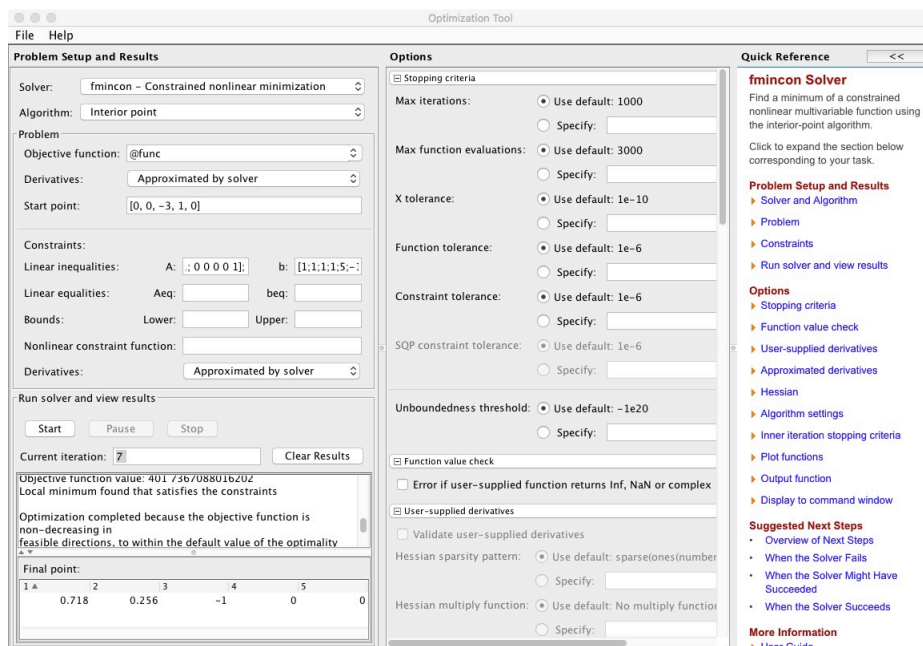 Optimization Tool
File Help
Problem Setup and Results
Solver: fmincon - Constrained nonlinear minimization
Algorithm: Interior point
Problem
Objective function: @func
Derivatives: Approximated by solver
Start point: [0, 0, -3, 1, 0]
Constraints:
Linear inequalities: A: .; 0 0 0 0 1]; b: [1;1;1;1;5;-1
Linear equalities: Aeq: beq:
Bounds: Lower: Upper:
Nonlinear constraint function:
Derivatives: Approximated by solver
Run solver and view results
Start Pause Stop
Current iteration: 7 Clear Results
Objective function value: 401.7367088016202
Local minimum found that satisfies the constraints
Optimization completed because the objective function is
non-decreasing in
feasible directions, to within the default value of the optimality
Final point:
1 2 3 4 5
0.718 0.256 -1 0 0
Options
Stopping criteria
Max iterations: Use default: 1000
Specify:
Max function evaluations: Use default: 3000
Specify:
X tolerance: Use default: 1e-10
Specify:
Function tolerance: Use default: 1e-6
Specify:
Constraint tolerance: Use default: 1e-6
Specify:
SQP constraint tolerance: Use default: 1e-6
Specify:
Unboundedness threshold: Use default: -1e20
Specify:
Function value check
Error if user-supplied function returns Inf, NaN or complex
User-supplied derivatives
Validate user-supplied derivatives
Hessian sparsity pattern: Use default: sparse(ones(number
Specify:
Hessian multiply function: Use default: No multiply function
Specify:
Quick Reference <<
fmincon Solver
Find a minimum of a constrained
nonlinear multivariable function using
the interior-point algorithm.
Click to expand the section below
corresponding to your task.
Problem Setup and Results
Solver and Algorithm
Problem
Constraints
Run solver and view results
Options
Stopping criteria
Function value check
User-supplied derivatives
Approximated derivatives
Hessian
Algorithm settings
Inner iteration stopping criteria
Plot functions
Output function
Display to command window
Suggested Next Steps
• Overview of Next Steps
• When the Solver Fails
• When the Solver Might Have
Succeeded
• When the Solver Succeeds
More Information
User Guide